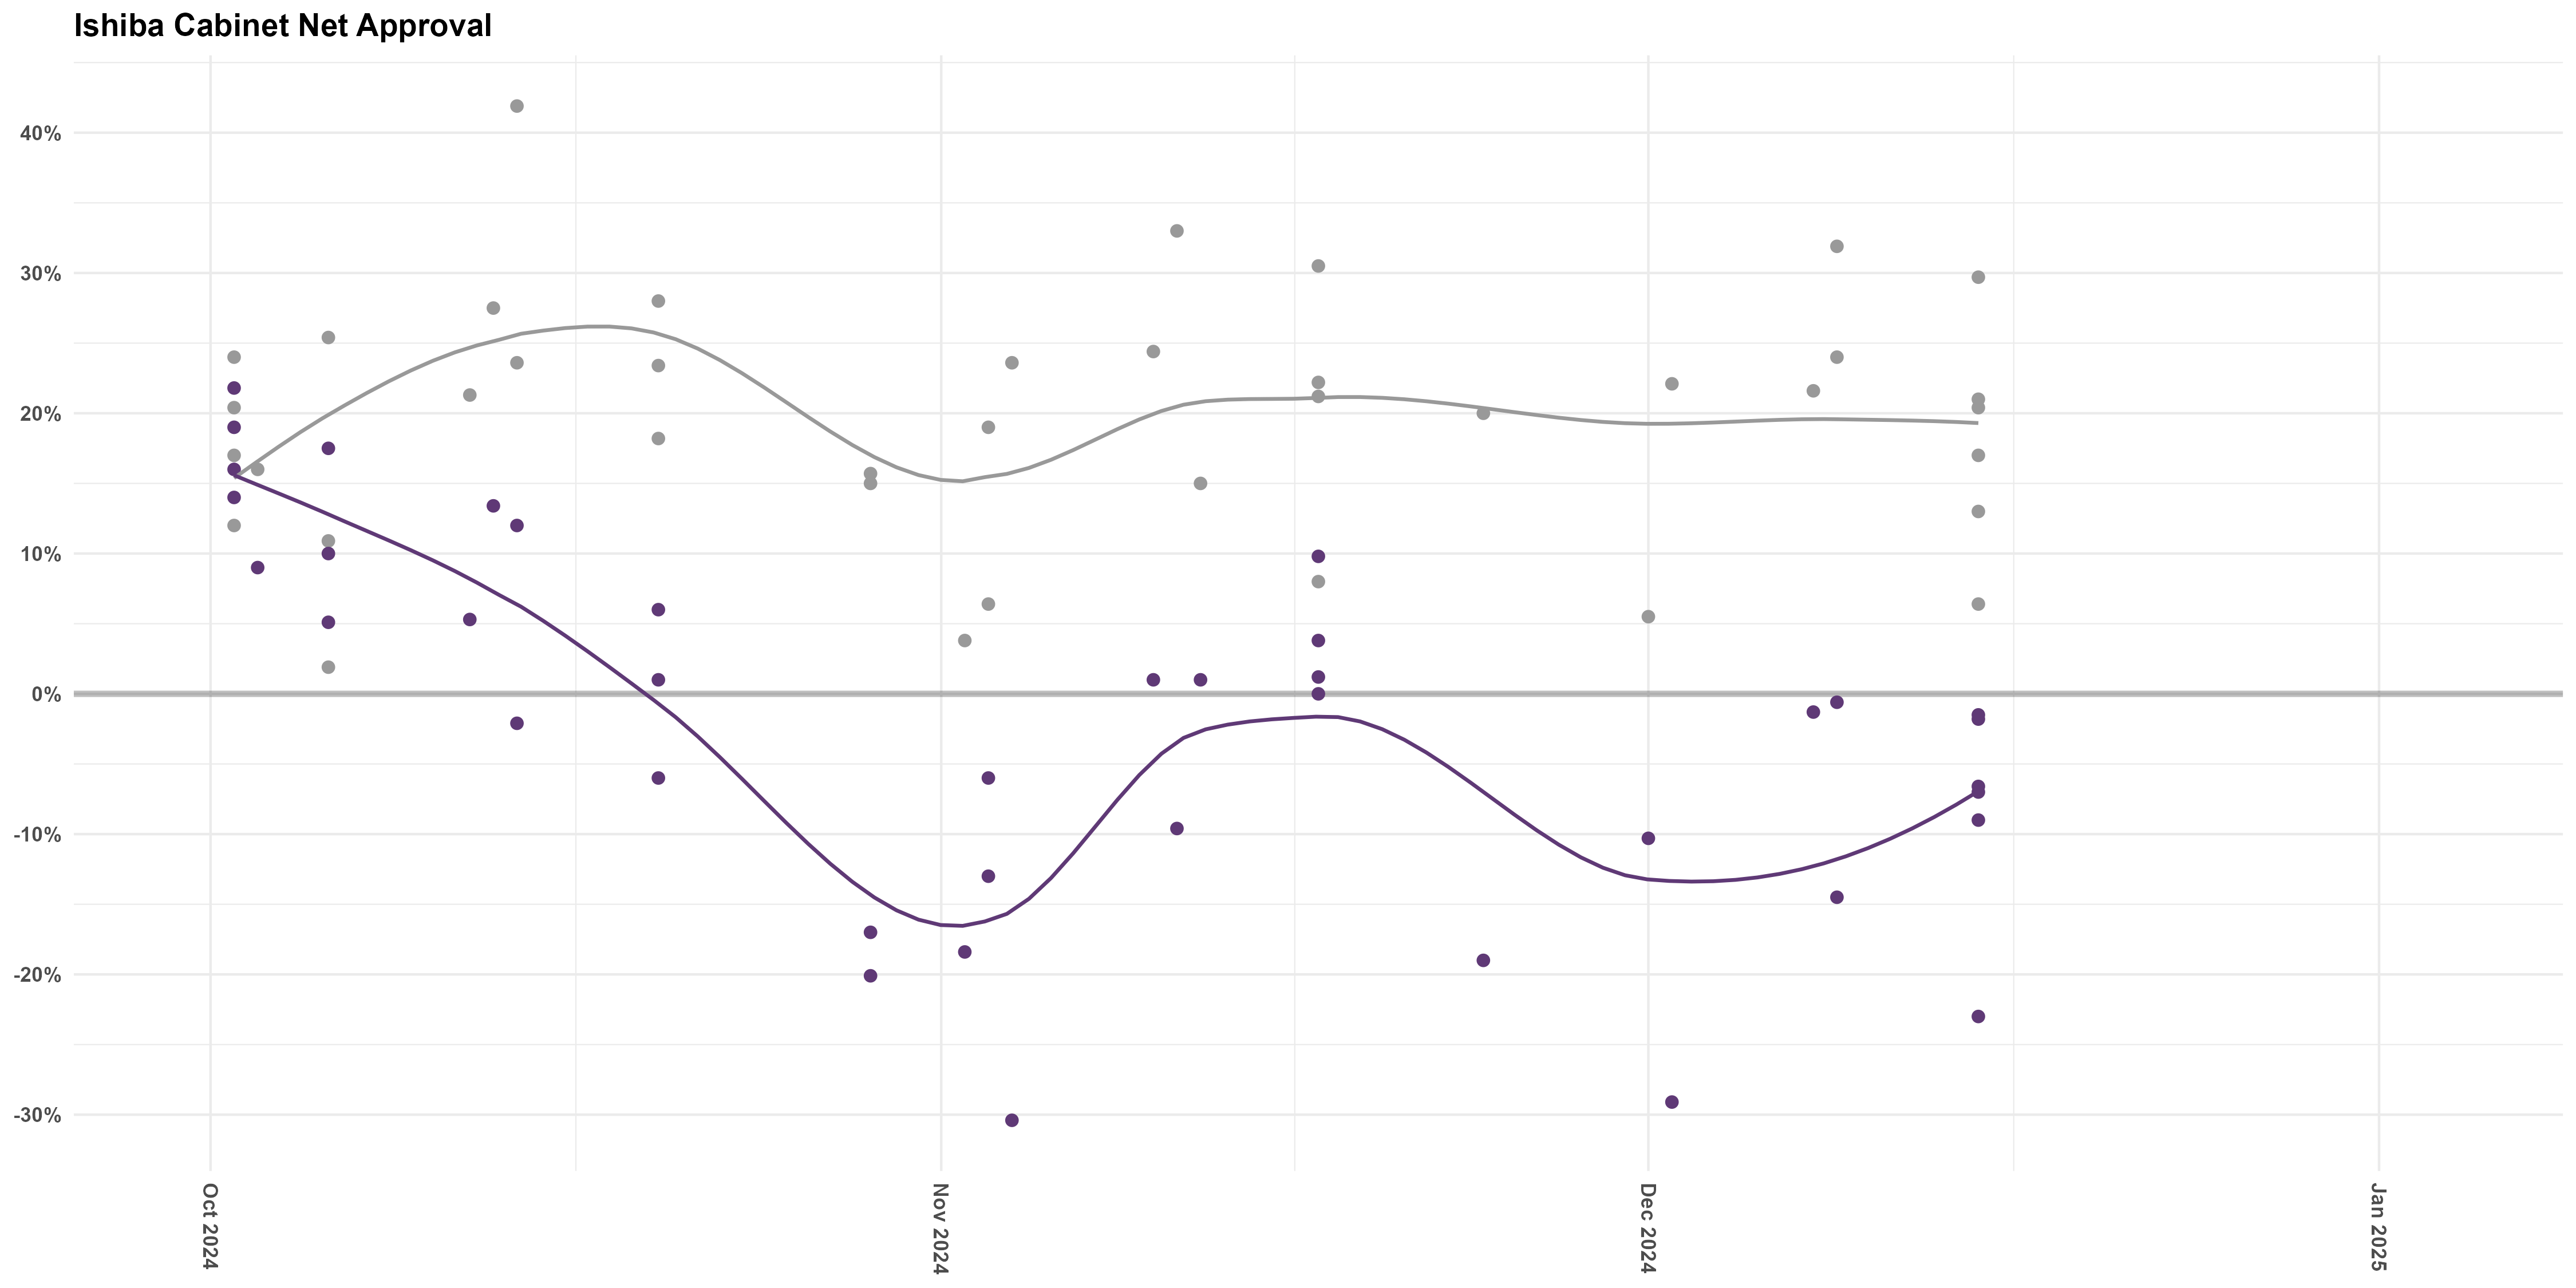 Ishiba Cabinet Net Approval
40%
30%
20%
10%
0%
-10%
-20%
-30%
Oct 2024
Nov 2024
Dec 2024
Jan 2025